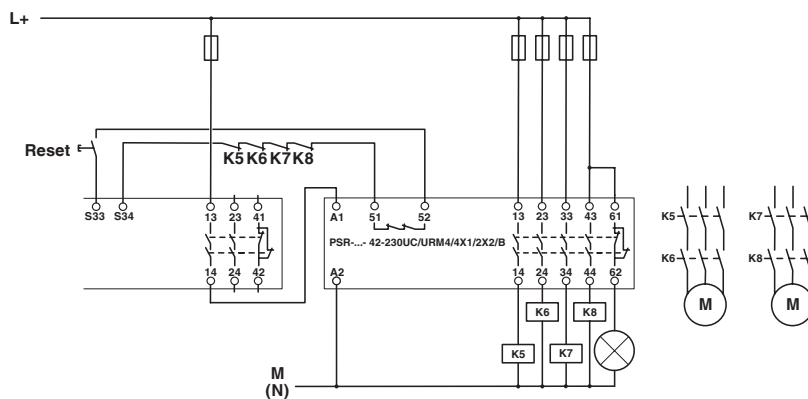 L+
Reset
K5 K6 K7 K8
S33 S34 13 23 41 A1 51 52 13 23 33 43 61
PSR-...- 42-230UC/URM4/4X1/2X2/B
14 24 42 A2 14 24 34 44 62
K6 K8
K5 K7
M
(N)
K5 K7
K6 K8
M M